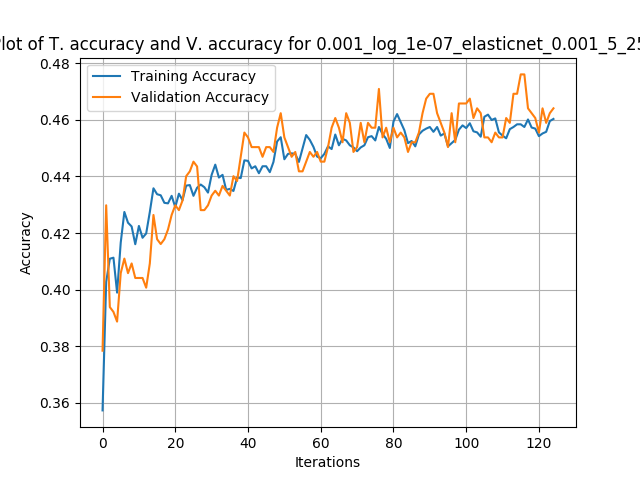 lot of T. accuracy and V. accuracy for 0.001_log_1e-07_elasticnet_0.001_5_25
Training Accuracy
Validation Accuracy
0.48
0.46
0.44
0.42
0.40
0.38
0.36
Accuracy
0 20 40 60 80 100 120
Iterations